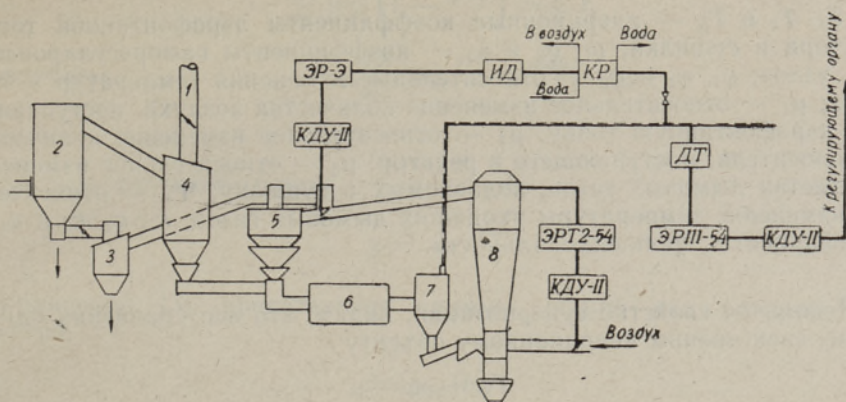 В воздух
Вода
ЭР-Э
ИД
КР
Вода
КДУ-II
ДТ
ЭРТ2-54
ЭРIII-54
КДУ-II
КДУ-II
Воздух
К регулирующему органу
1
2
3
4
5
6
7
8